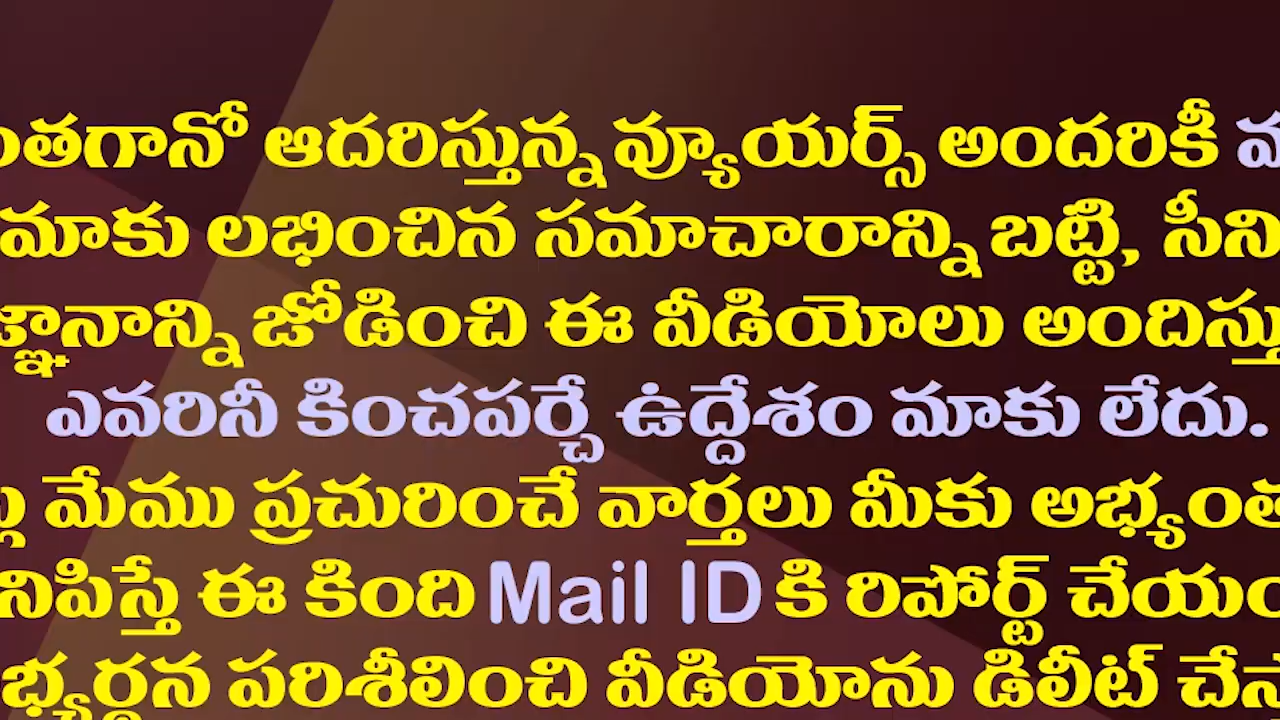 ఆదరిస్తున్న వ్యూయర్స్ అందరికీ
మాకు లభించిన సమాచారాన్ని బట్టి,
జోడించి ఈ వీడియోలు
ఎవరినీ కించపర్చే ఉద్దేశం మాకు లేదు.
మేము ప్రచురించే వార్తలు మీకు
ఈ కింది Mail ID కి రిపోర్ట్
పరిశీలించి వీడియోను డిలీట్